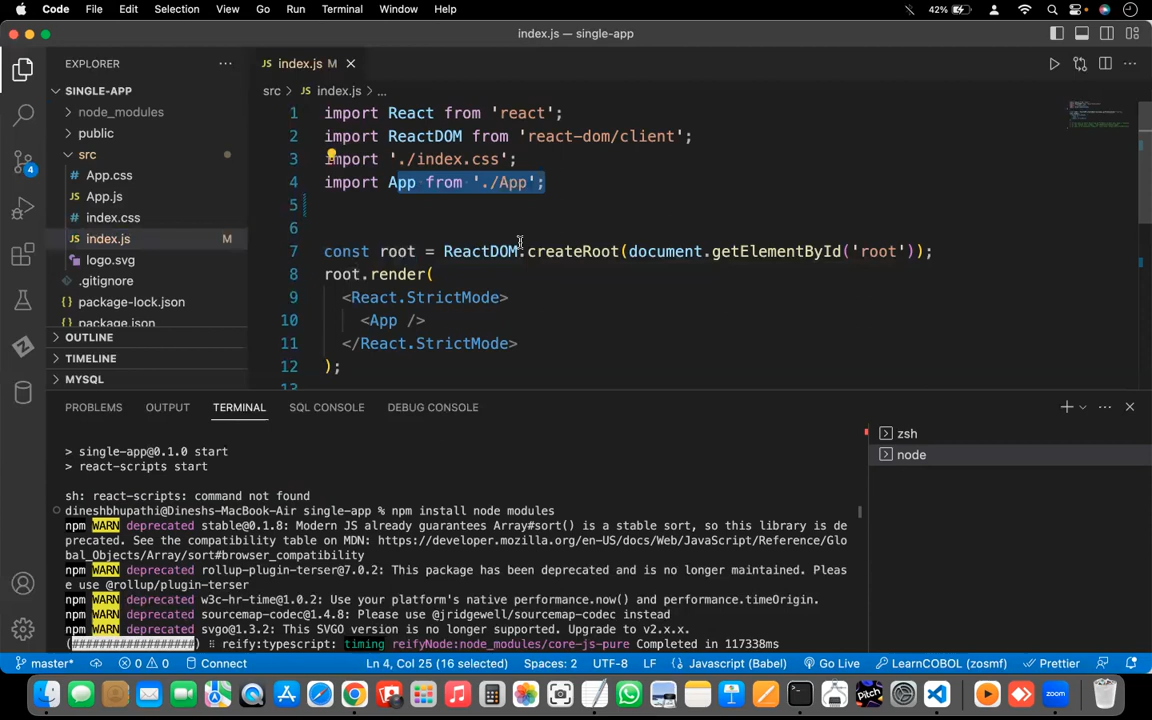 Code File Edit Selection View Go Run Terminal Window Help 42%
index.js — single-app
EXPLORER
index.js M
SINGLE-APP
src > index.js > ...
node_modules
public
src
App.css
App.js
index.css
index.js M
logo.svg
.gitignore
package-lock.json
package.json
OUTLINE
TIMELINE
MYSQL
4
1 import React from 'react';
2 import ReactDOM from 'react-dom/client';
3 import './index.css';
4 import App from './App';
5
6
7 const root = ReactDOM.createRoot(document.getElementById('root'));
8 root.render(
9 <React.StrictMode>
10 <App />
11 </React.StrictMode>
12 );
13
PROBLEMS OUTPUT TERMINAL SQL CONSOLE DEBUG CONSOLE
> single-app@0.1.0 start
> react-scripts start
sh: react-scripts: command not found
dineshbhupathi@Dineshs-MacBook-Air single-app % npm install node modules
npm WARN deprecated stable@0.1.8: Modern JS already guarantees Array#sort() is a stable sort, so this library is de
precated. See the compatibility table on MDN: https://developer.mozilla.org/en-US/docs/Web/JavaScript/Reference/Glo
bal_Objects/Array/sort#browser_compatibility
npm WARN deprecated rollup-plugin-terser@7.0.2: This package has been deprecated and is no longer maintained. Pleas
e use @rollup/plugin-terser
npm WARN deprecated w3c-hr-time@1.0.2: Use your platform's native performance.now() and performance.timeOrigin.
npm WARN deprecated sourcemap-codec@1.4.8: Please use @jridgewell/sourcemap-codec instead
npm WARN deprecated svgo@1.3.2: This SVGO version is no longer supported. Upgrade to v2.x.x.
(##################) ⠿ reify:typescript: timing reifyNode:node_modules/core-js-pure Completed in 117338ms
zsh
node
master* 0 0 Connect Ln 4, Col 25 (16 selected) Spaces: 2 UTF-8 LF JavaScript (Babel) Go Live LearnCOBOL (zosmf) Prettier
Pitch
zoom